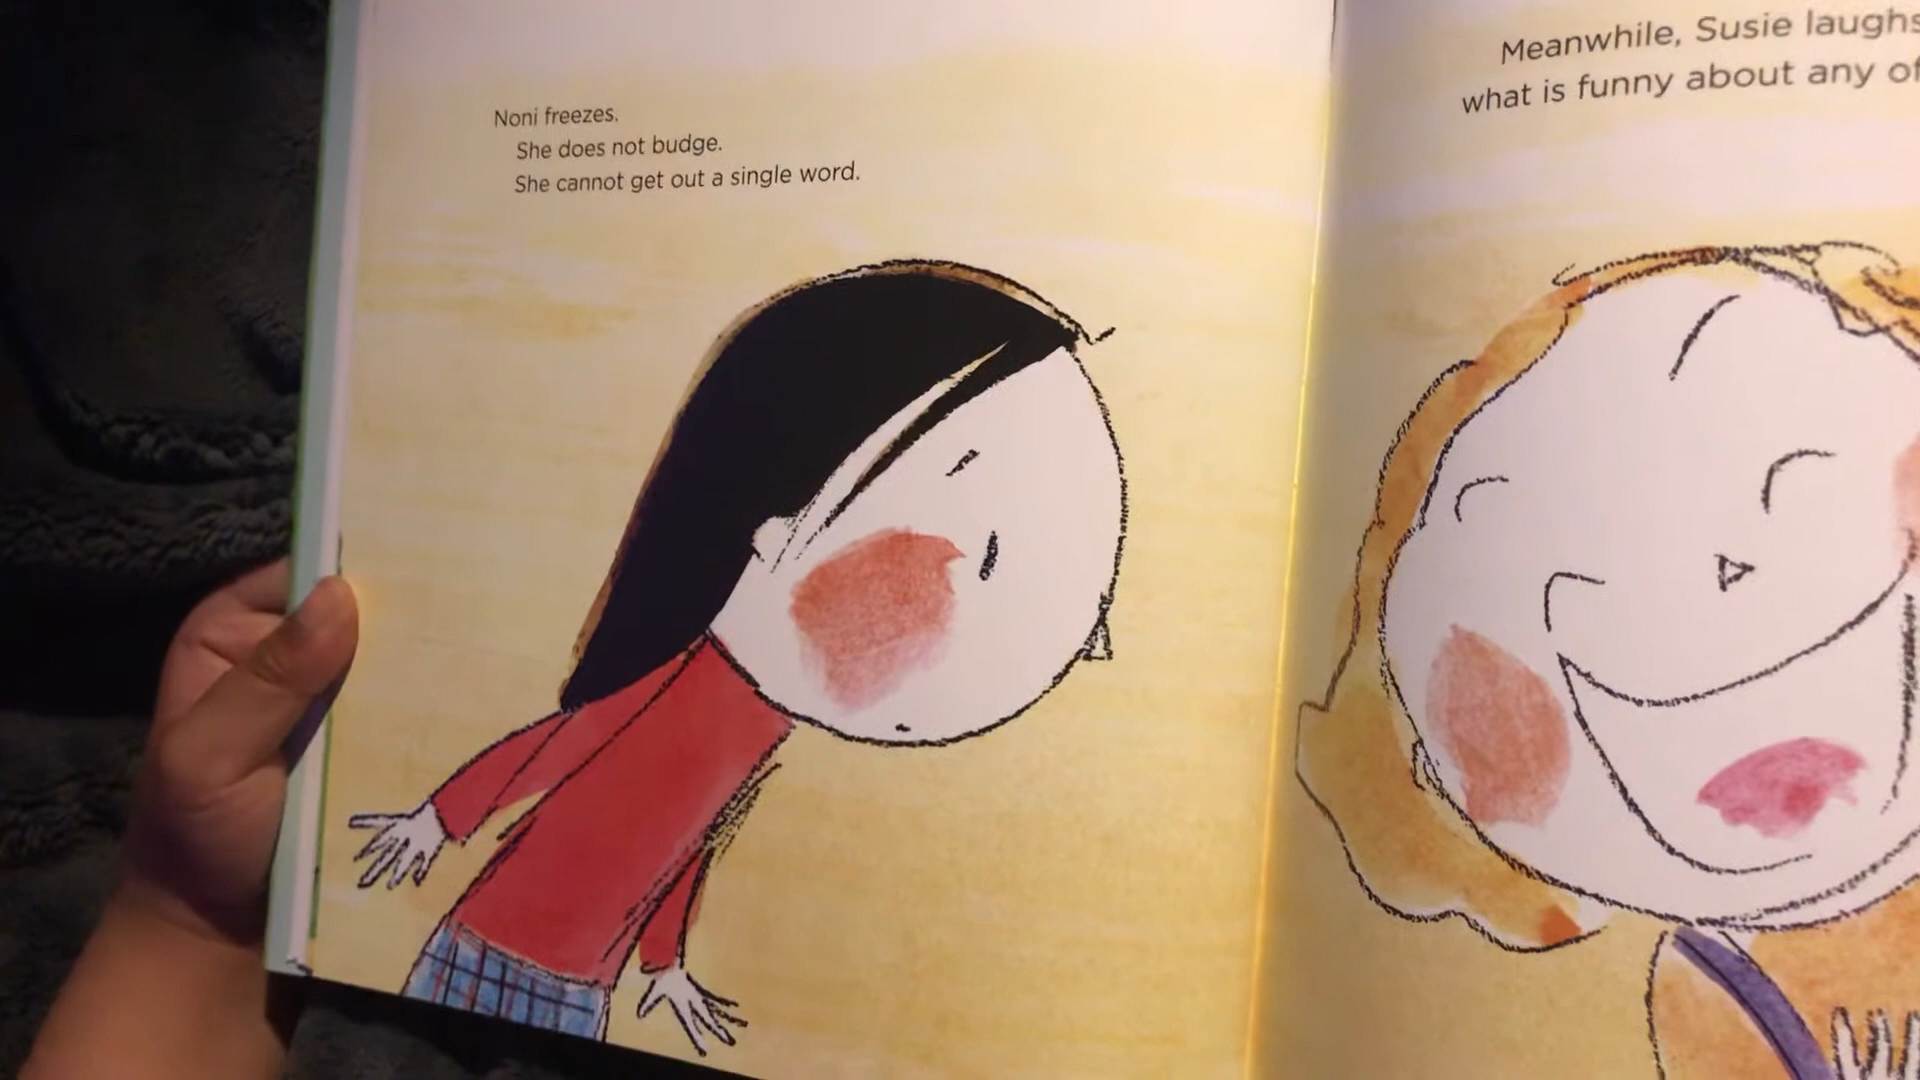 Noni freezes.
She does not budge.
She cannot get out a single word.
Meanwhile, Susie laughs
what is funny about any of